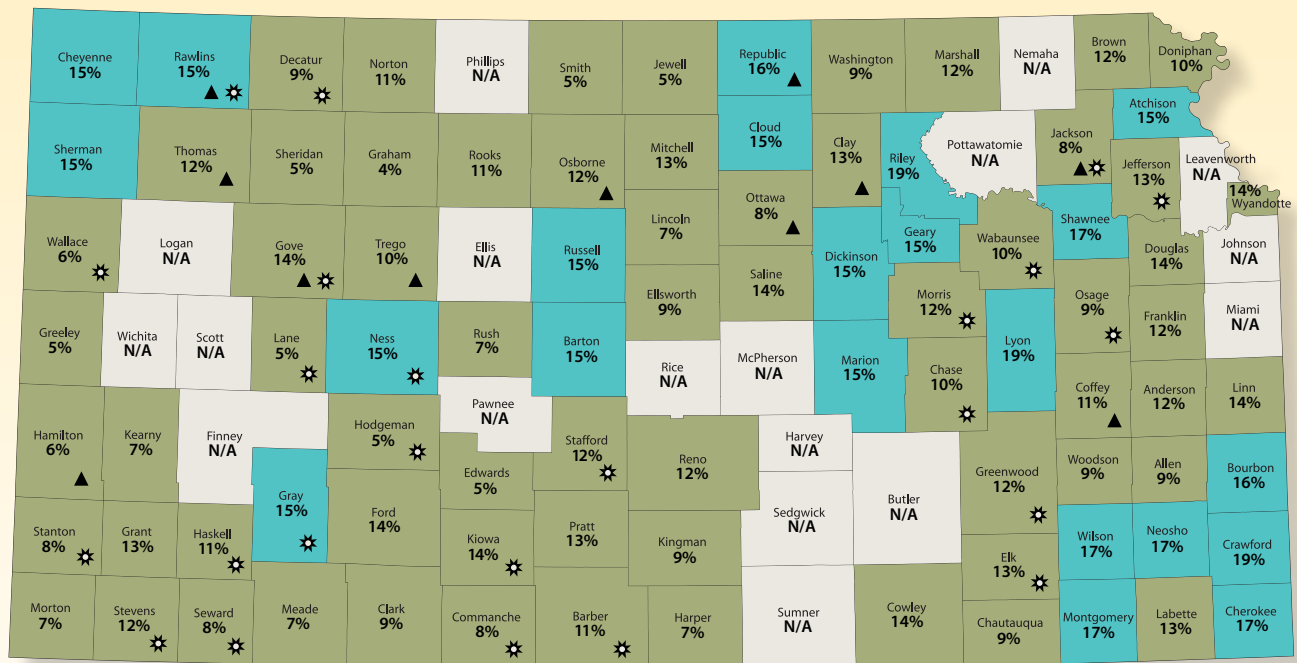 Cheyenne
15%
Rawlins
15%
Decatur
9%
Norton
11%
Phillips
N/A
Smith
5%
Jewell
5%
Republic
16%
Washington
9%
Marshall
12%
Nemaha
N/A
Brown
12%
Doniphan
10%
Atchison
15%
Sherman
15%
Thomas
12%
Sheridan
5%
Graham
4%
Rooks
11%
Osborne
12%
Mitchell
13%
Cloud
15%
Clay
13%
Riley
19%
Pottawatomie
N/A
Jackson
8%
Jefferson
13%
Leavenworth
N/A
14%
Wyandotte
Wallace
6%
Logan
N/A
Gove
14%
Trego
10%
Ellis
N/A
Russell
15%
Lincoln
7%
Ottawa
8%
Saline
14%
Dickinson
15%
Geary
15%
Wabaunsee
10%
Shawnee
17%
Douglas
14%
Johnson
N/A
Ellsworth
9%
Morris
12%
Osage
9%
Franklin
12%
Miami
N/A
Greeley
5%
Wichita
N/A
Scott
N/A
Lane
5%
Ness
15%
Rush
7%
Barton
15%
Rice
N/A
McPherson
N/A
Marion
15%
Chase
10%
Lyon
19%
Coffey
11%
Anderson
12%
Linn
14%
Hamilton
6%
Kearny
7%
Finney
N/A
Hodgeman
5%
Pawnee
N/A
Stafford
12%
Edwards
5%
Reno
12%
Harvey
N/A
Sedgwick
N/A
Butler
N/A
Greenwood
12%
Woodson
9%
Allen
9%
Bourbon
16%
Gray
15%
Ford
14%
Kiowa
14%
Pratt
13%
Kingman
9%
Elk
13%
Wilson
17%
Neosho
17%
Crawford
19%
Stanton
8%
Grant
13%
Haskell
11%
Morton
7%
Stevens
12%
Seward
8%
Meade
7%
Clark
9%
Commanche
8%
Barber
11%
Harper
7%
Sumner
N/A
Cowley
14%
Chautauqua
9%
Montgomery
17%
Labette
13%
Cherokee
17%